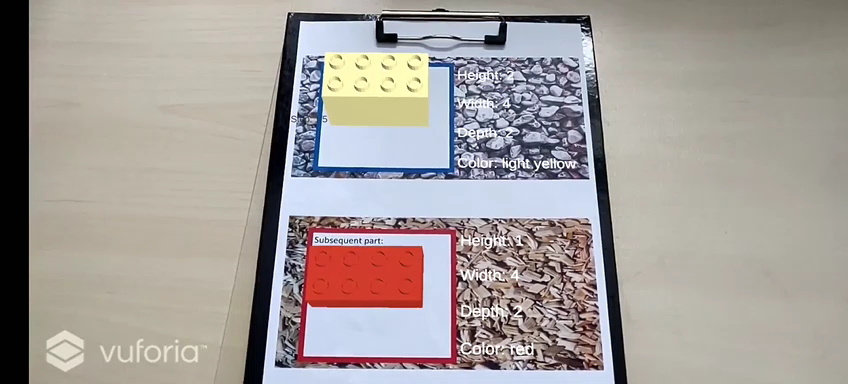 Height: 2
Width: 4
Depth: 2
Color: light yellow
Subsequent part:
Height: 1
Width: 4
Depth: 2
Color: red
vuforia™